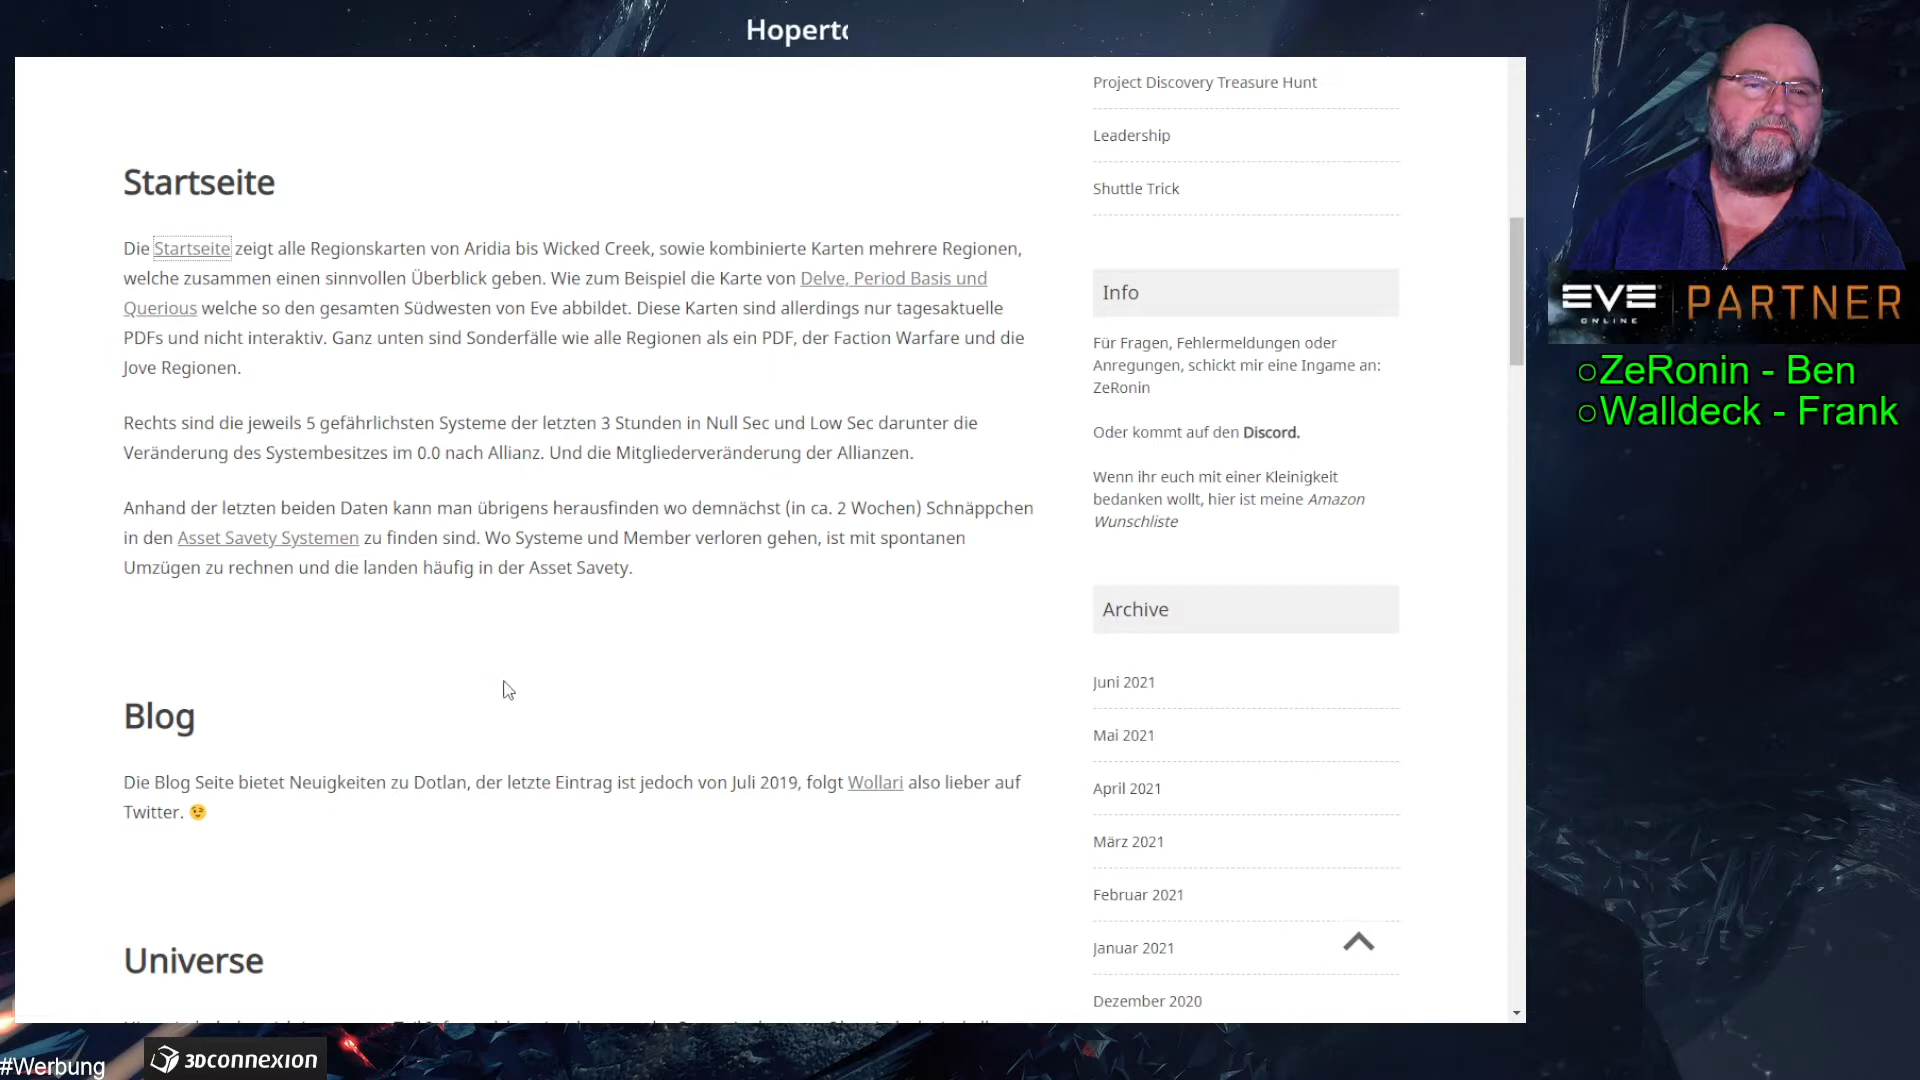 Hoperto
Project Discovery Treasure Hunt
Leadership
Shuttle Trick
Startseite
Die Startseite zeigt alle Regionskarten von Aridia bis Wicked Creek, sowie kombinierte Karten mehrere Regionen,
welche zusammen einen sinnvollen Überblick geben. Wie zum Beispiel die Karte von Delve, Period Basis und
Querious welche so den gesamten Südwesten von Eve abbildet. Diese Karten sind allerdings nur tagesaktuelle
PDFs und nicht interaktiv. Ganz unten sind Sonderfälle wie alle Regionen als ein PDF, der Faction Warfare und die
Jove Regionen.
Rechts sind die jeweils 5 gefährlichsten Systeme der letzten 3 Stunden in Null Sec und Low Sec darunter die
Veränderung des Systembesitzes im 0.0 nach Allianz. Und die Mitgliederveränderung der Allianzen.
Anhand der letzten beiden Daten kann man übrigens herausfinden wo demnächst (in ca. 2 Wochen) Schnäppchen
in den Asset Savety Systemen zu finden sind. Wo Systeme und Member verloren gehen, ist mit spontanen
Umzügen zu rechnen und die landen häufig in der Asset Savety.
Blog
Die Blog Seite bietet Neuigkeiten zu Dotlan, der letzte Eintrag ist jedoch von Juli 2019, folgt Wollari also lieber auf
Twitter. 😉
Universe
Info
Für Fragen, Fehlermeldungen oder
Anregungen, schickt mir eine Ingame an:
ZeRonin
Oder kommt auf den Discord.
Wenn ihr euch mit einer Kleinigkeit
bedanken wollt, hier ist meine Amazon
Wunschliste
Archive
Juni 2021
Mai 2021
April 2021
März 2021
Februar 2021
Januar 2021
Dezember 2020
EVE ONLINE PARTNER
○ZeRonin - Ben
○Walldeck - Frank
#Werbung
3DCONNEXION